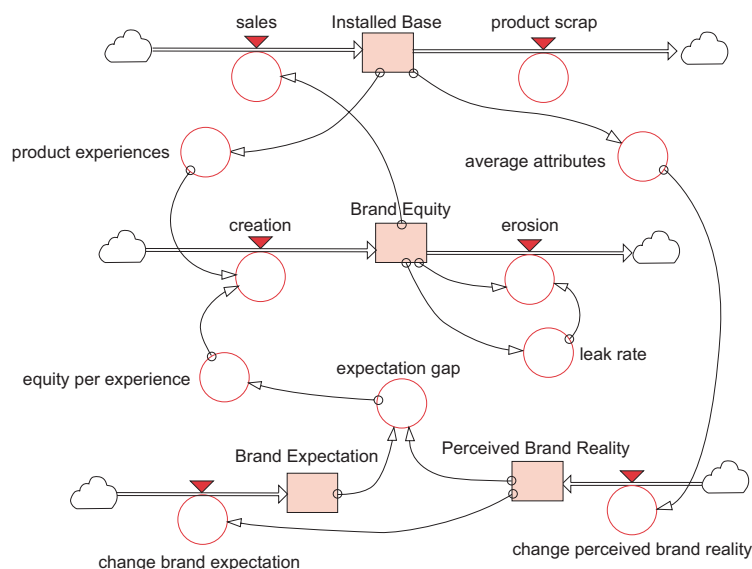 sales
Installed Base
product scrap
product experiences
average attributes
Brand Equity
creation
erosion
leak rate
equity per experience
expectation gap
Brand Expectation
Perceived Brand Reality
change brand expectation
change perceived brand reality